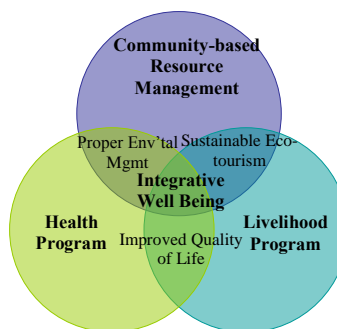 Community-based
Resource
Management
Proper Env'tal
Mgmt
Sustainable Eco-
tourism
Integrative
Well Being
Health
Program
Improved Quality
of Life
Livelihood
Program